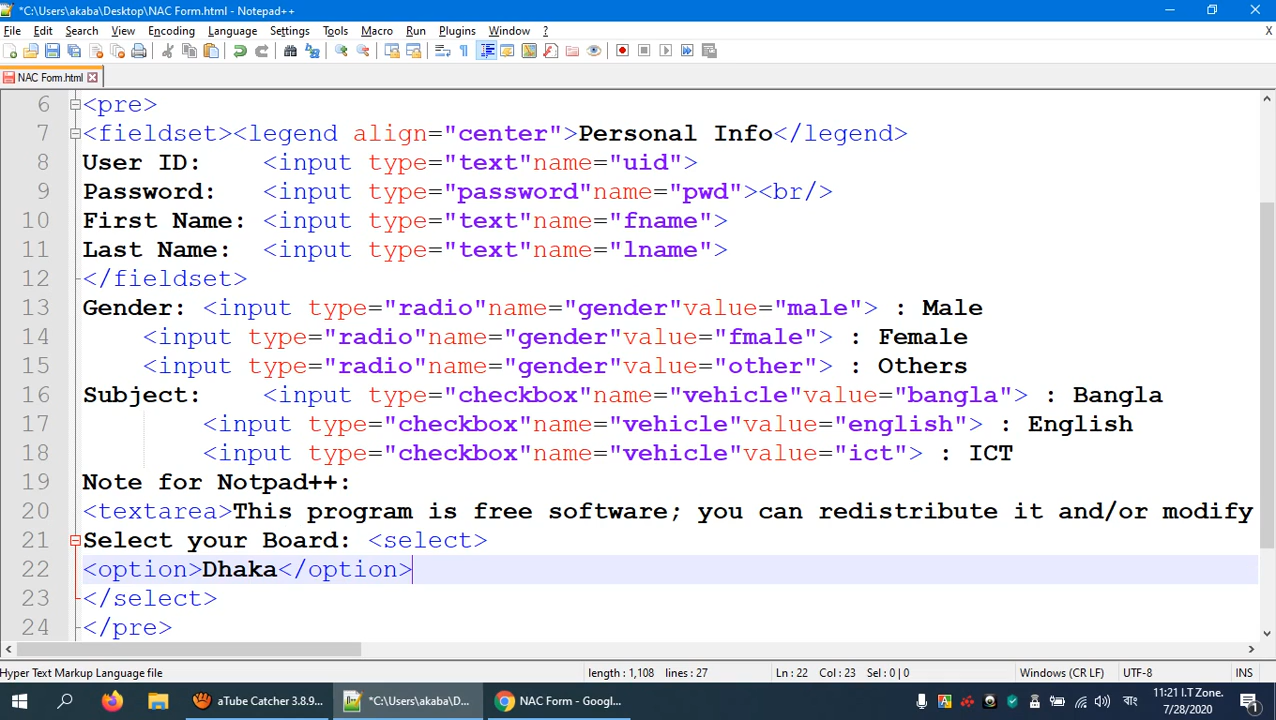 *C:\Users\akaba\Desktop\NAC Form.html - Notepad++
File Edit Search View Encoding Language Settings Tools Macro Run Plugins Window ? X
NAC Form.html
6 <pre>
7 <fieldset><legend align="center">Personal Info</legend>
8 User ID: <input type="text"name="uid">
9 Password: <input type="password"name="pwd"><br/>
10 First Name: <input type="text"name="fname">
11 Last Name: <input type="text"name="lname">
12 </fieldset>
13 Gender: <input type="radio"name="gender"value="male"> : Male
14 <input type="radio"name="gender"value="fmale"> : Female
15 <input type="radio"name="gender"value="other"> : Others
16 Subject: <input type="checkbox"name="vehicle"value="bangla"> : Bangla
17 <input type="checkbox"name="vehicle"value="english"> : English
18 <input type="checkbox"name="vehicle"value="ict"> : ICT
19 Note for Notpad++:
20 <textarea>This program is free software; you can redistribute it and/or modify
21 Select your Board: <select>
22 <option>Dhaka</option>
23 </select>
24 </pre>
Hyper Text Markup Language file length : 1,108 lines : 27 Ln : 22 Col : 23 Sel : 0 | 0 Windows (CR LF) UTF-8 INS
aTube Catcher 3.8.9... *C:\Users\akaba\D... NAC Form - Googl... বাং 11:21 I.T Zone.
7/28/2020